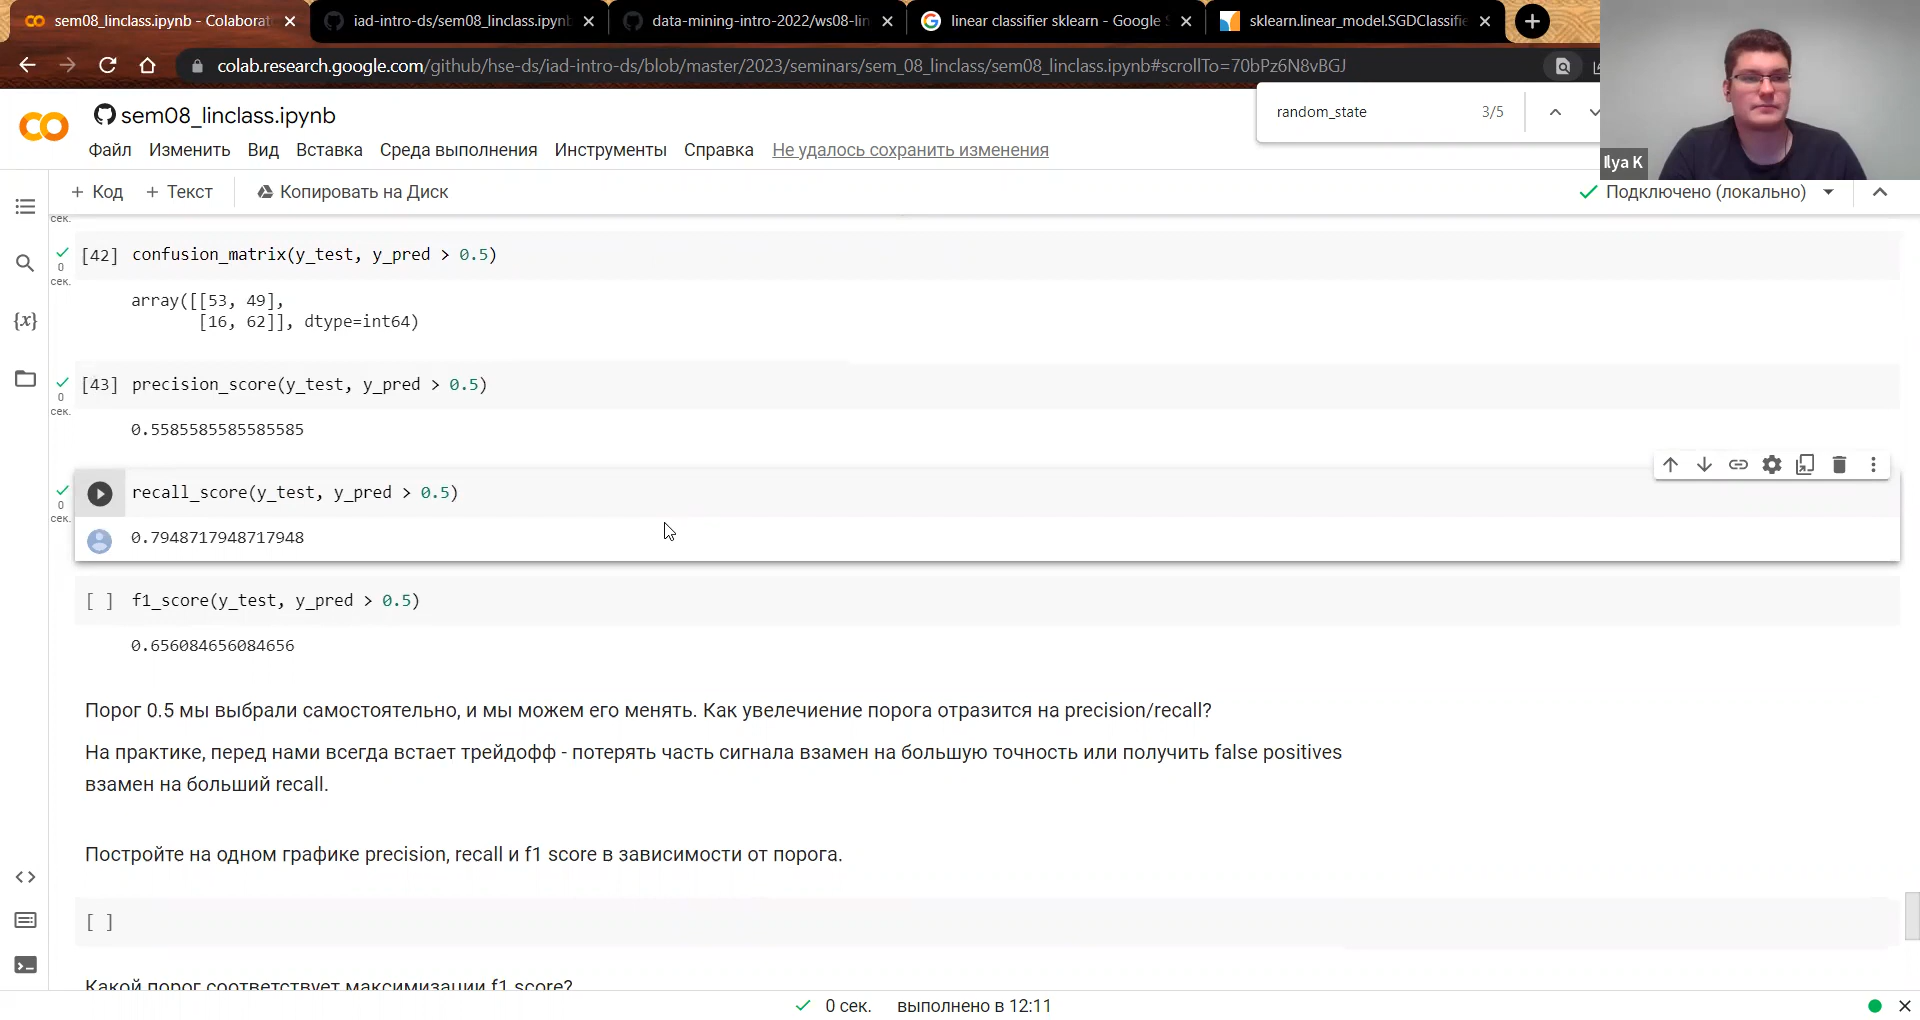 sem08_linclass.ipynb - Colaborat
iad-intro-ds/sem08_linclass.ipynb
data-mining-intro-2022/ws08-lin
linear classifier sklearn - Google S
sklearn.linear_model.SGDClassifie
colab.research.google.com/github/hse-ds/iad-intro-ds/blob/master/2023/seminars/sem_08_linclass/sem08_linclass.ipynb#scrollTo=70bPz6N8vBGJ
random_state 3/5
sem08_linclass.ipynb
Файл Изменить Вид Вставка Среда выполнения Инструменты Справка Не удалось сохранить изменения
Ilya K
+ Код + Текст Копировать на Диск
Подключено (локально)
сек.
[42] confusion_matrix(y_test, y_pred > 0.5)
0
сек.
array([[53, 49],
[16, 62]], dtype=int64)
[43] precision_score(y_test, y_pred > 0.5)
0
сек.
0.5585585585585585
recall_score(y_test, y_pred > 0.5)
0
сек.
0.7948717948717948
[ ] f1_score(y_test, y_pred > 0.5)
0.656084656084656
Порог 0.5 мы выбрали самостоятельно, и мы можем его менять. Как увелечиение порога отразится на precision/recall?
На практике, перед нами всегда встает трейдофф - потерять часть сигнала взамен на большую точность или получить false positives
взамен на больший recall.
Постройте на одном графике precision, recall и f1 score в зависимости от порога.
[ ]
Какой порог соответствует максимизации f1 score?
0 сек. выполнено в 12:11